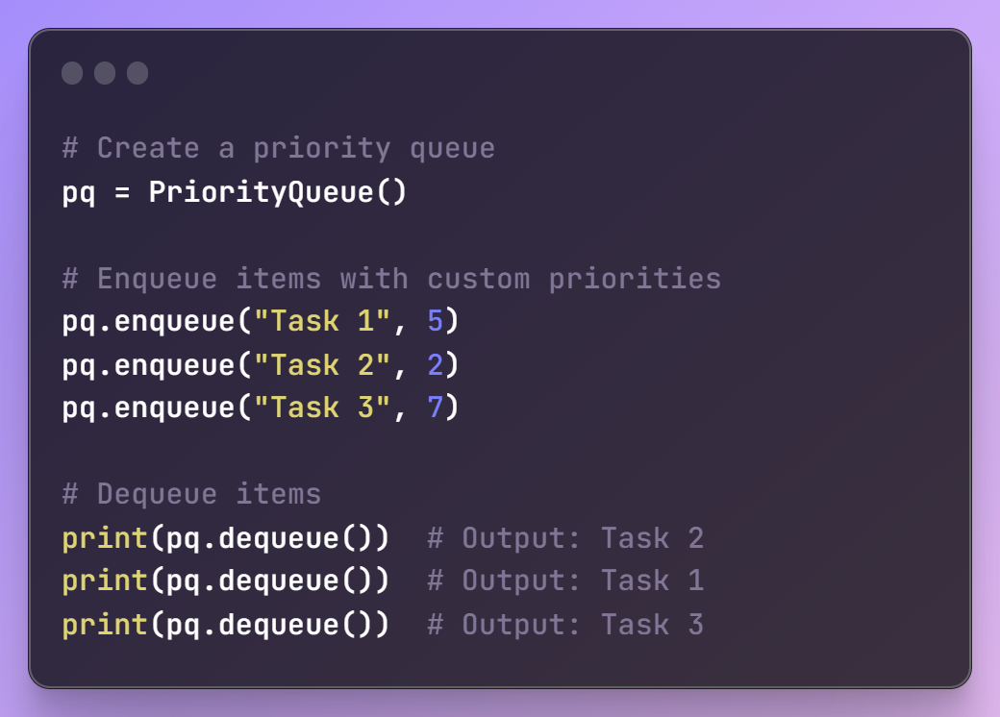 # Create a priority queue
pq = PriorityQueue()
# Enqueue items with custom priorities
pq.enqueue("Task 1", 5)
pq.enqueue("Task 2", 2)
pq.enqueue("Task 3", 7)
# Dequeue items
print(pq.dequeue())  # Output: Task 2
print(pq.dequeue())  # Output: Task 1
print(pq.dequeue())  # Output: Task 3